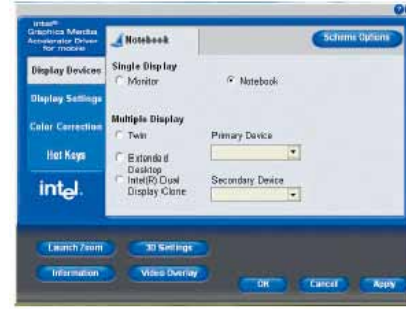 intel®
Graphics Media
Accelerator Driver
for mobile
Notebook
Scheme Options
Display Devices
Single Display
Monitor
Notebook
Display Settings
Multiple Display
Color Correction
Twin
Primary Device
Hot Keys
Extended
Desktop
Intel(R) Dual
Display Clone
Secondary Device
intel.
Launch Zoom
3D Settings
Information
Video Overlay
OK
Cancel
Apply